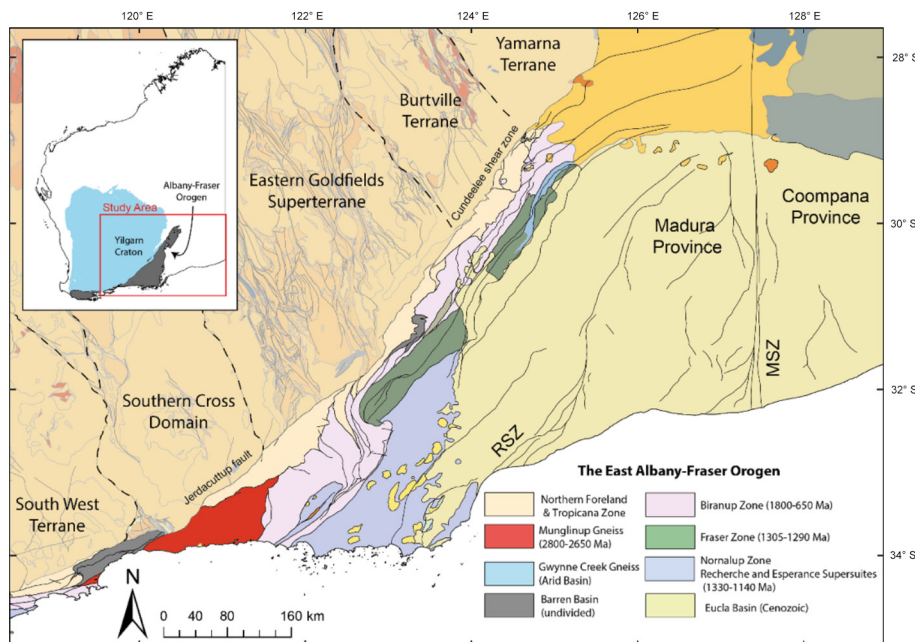 120° E
122° E
124° E
126° E
128° E
28° S
30° S
32° S
34° S
Study Area
Yilgarn
Craton
Albany-Fraser
Orogen
Yamarna
Terrane
Burtville
Terrane
Cundeelee shear zone
Eastern Goldfields
Superterrane
Madura
Province
Coompana
Province
MSZ
RSZ
Southern Cross
Domain
Jerdacuttup fault
South West
Terrane
N
0 40 80 160 km
The East Albany-Fraser Orogen
Northern Foreland
& Tropicana Zone
Munglinup Gneiss
(2800-2650 Ma)
Gwynne Creek Gneiss
(Arid Basin)
Barren Basin
(undivided)
Biranup Zone (1800-650 Ma)
Fraser Zone (1305-1290 Ma)
Nornalup Zone
Recherche and Esperance Supersuites
(1330-1140 Ma)
Eucla Basin (Cenozoic)